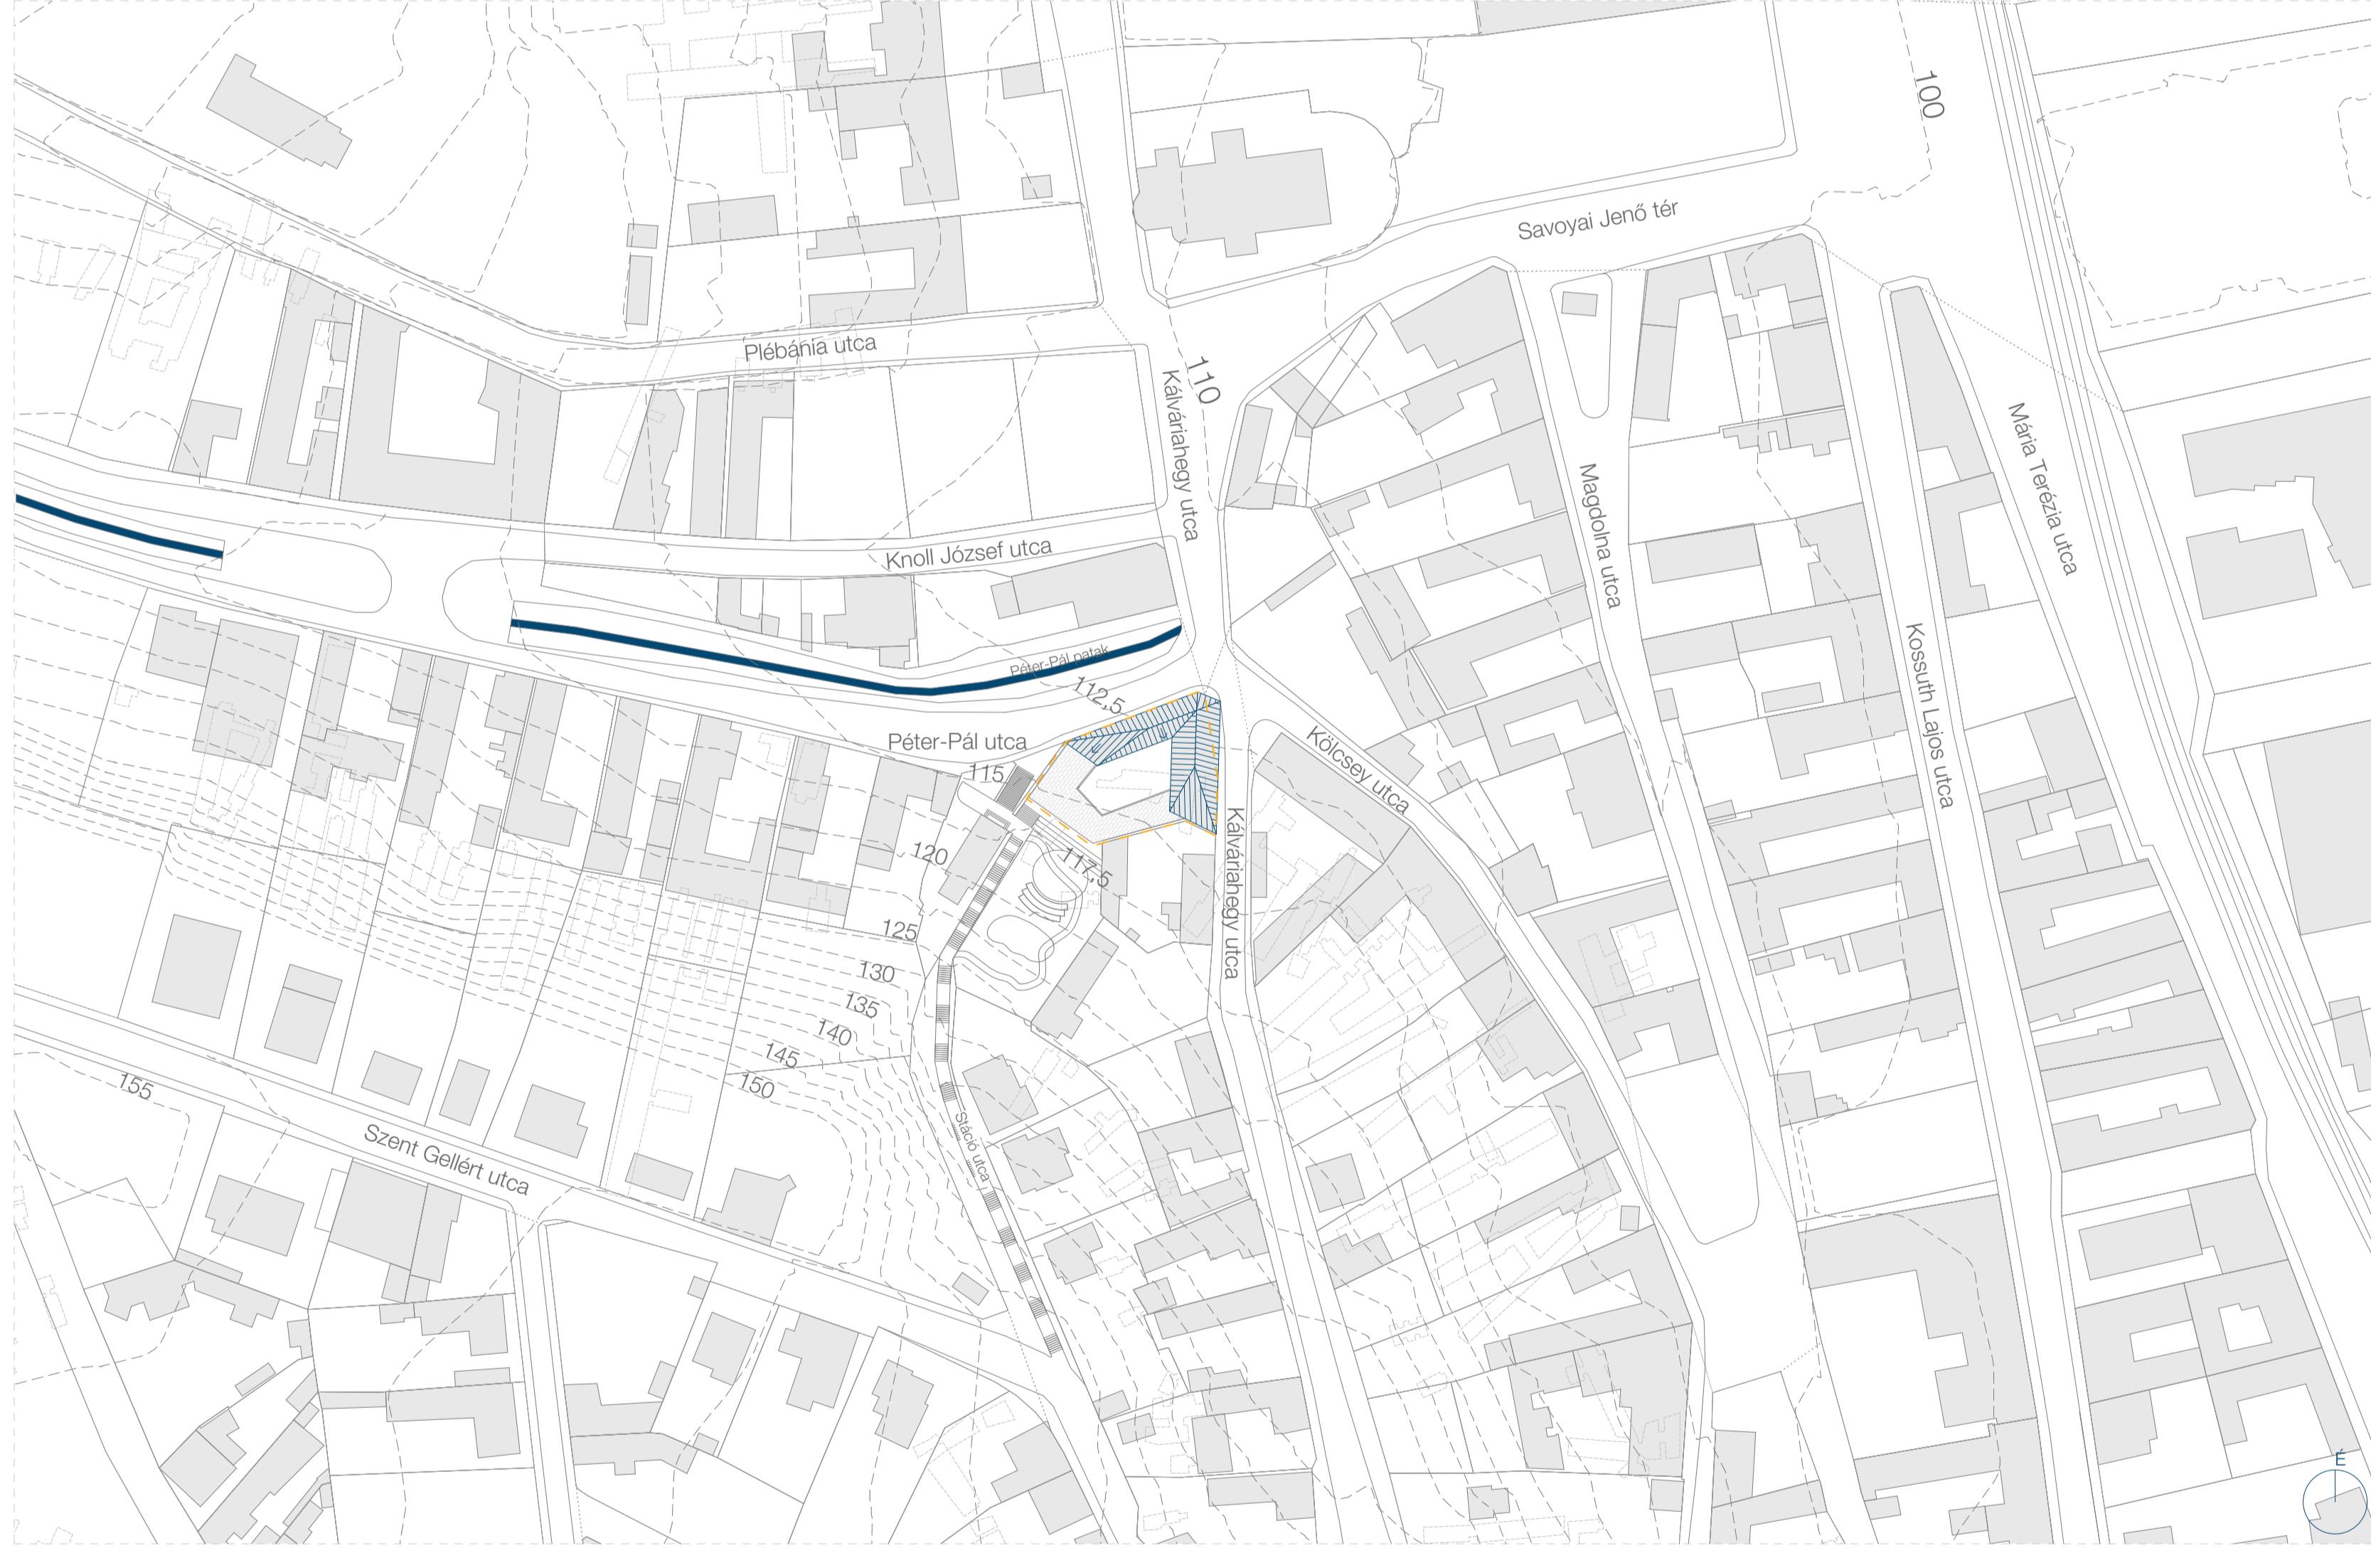 100
Savoyai Jenő tér
Plébánia utca
110
Kálváriahegy utca
Mária Terézia utca
Magdolna utca
Knoll József utca
Kossuth Lajos utca
Péter-Pál patak
112,5
Péter-Pál utca
115
Kölcsey utca
Kálváriahegy utca
120
117,5
125
130
135
140
145
150
155
Stáció utca
Szent Gellért utca
É